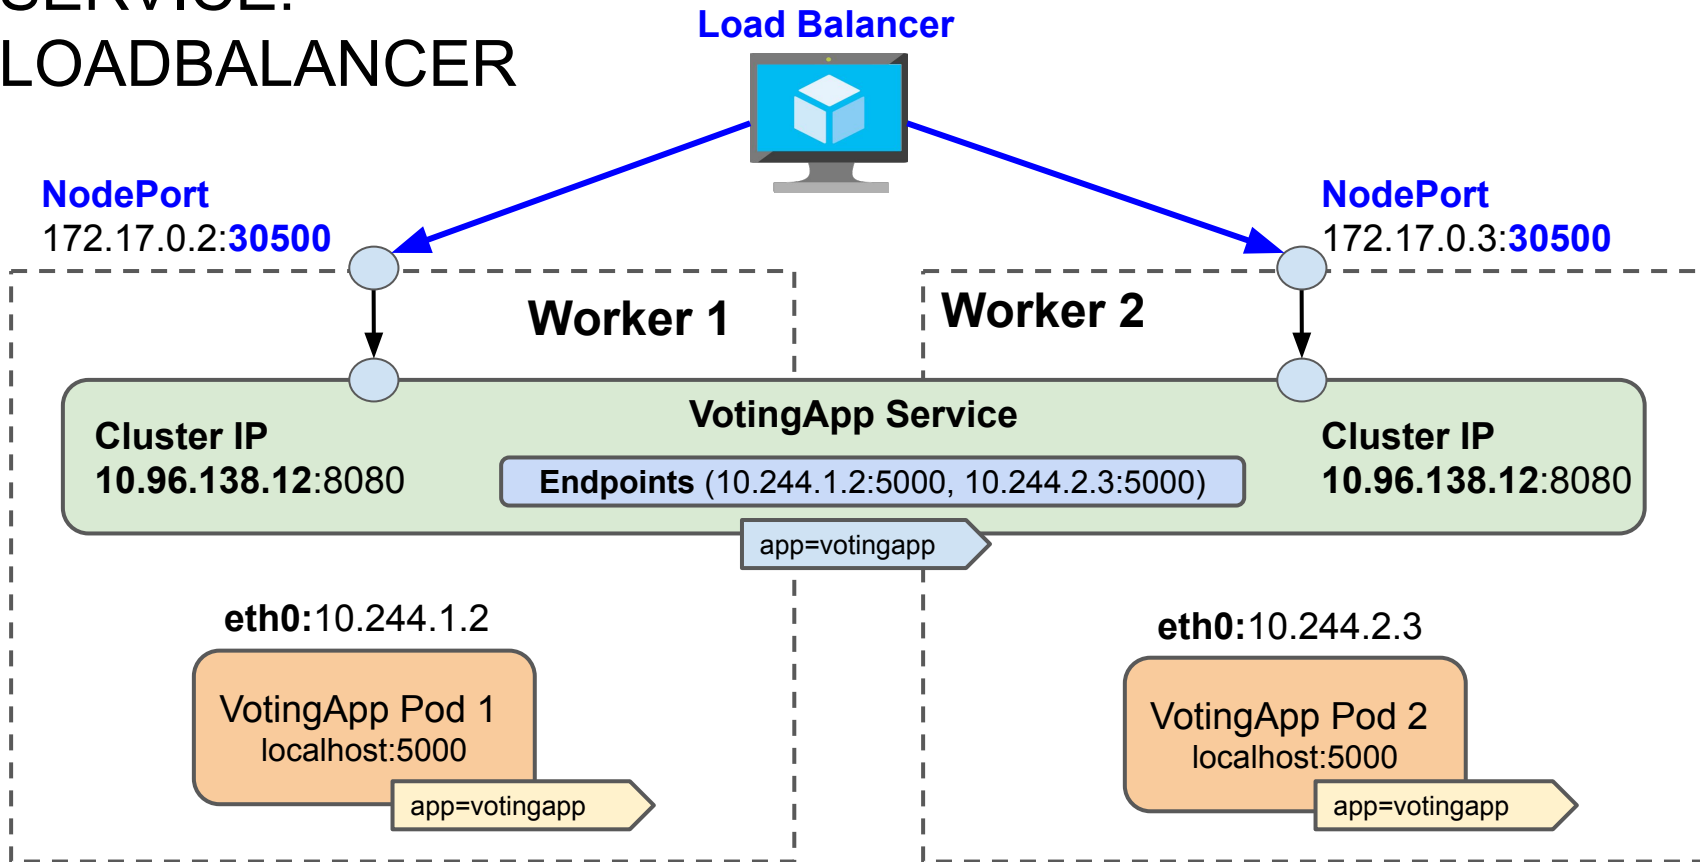 SERVICE:
LOADBALANCER
Load Balancer
NodePort
172.17.0.2:30500
NodePort
172.17.0.3:30500
Worker 1
Worker 2
VotingApp Service
Cluster IP
10.96.138.12:8080
Endpoints (10.244.1.2:5000, 10.244.2.3:5000)
Cluster IP
10.96.138.12:8080
app=votingapp
eth0:10.244.1.2
eth0:10.244.2.3
VotingApp Pod 1
localhost:5000
app=votingapp
VotingApp Pod 2
localhost:5000
app=votingapp